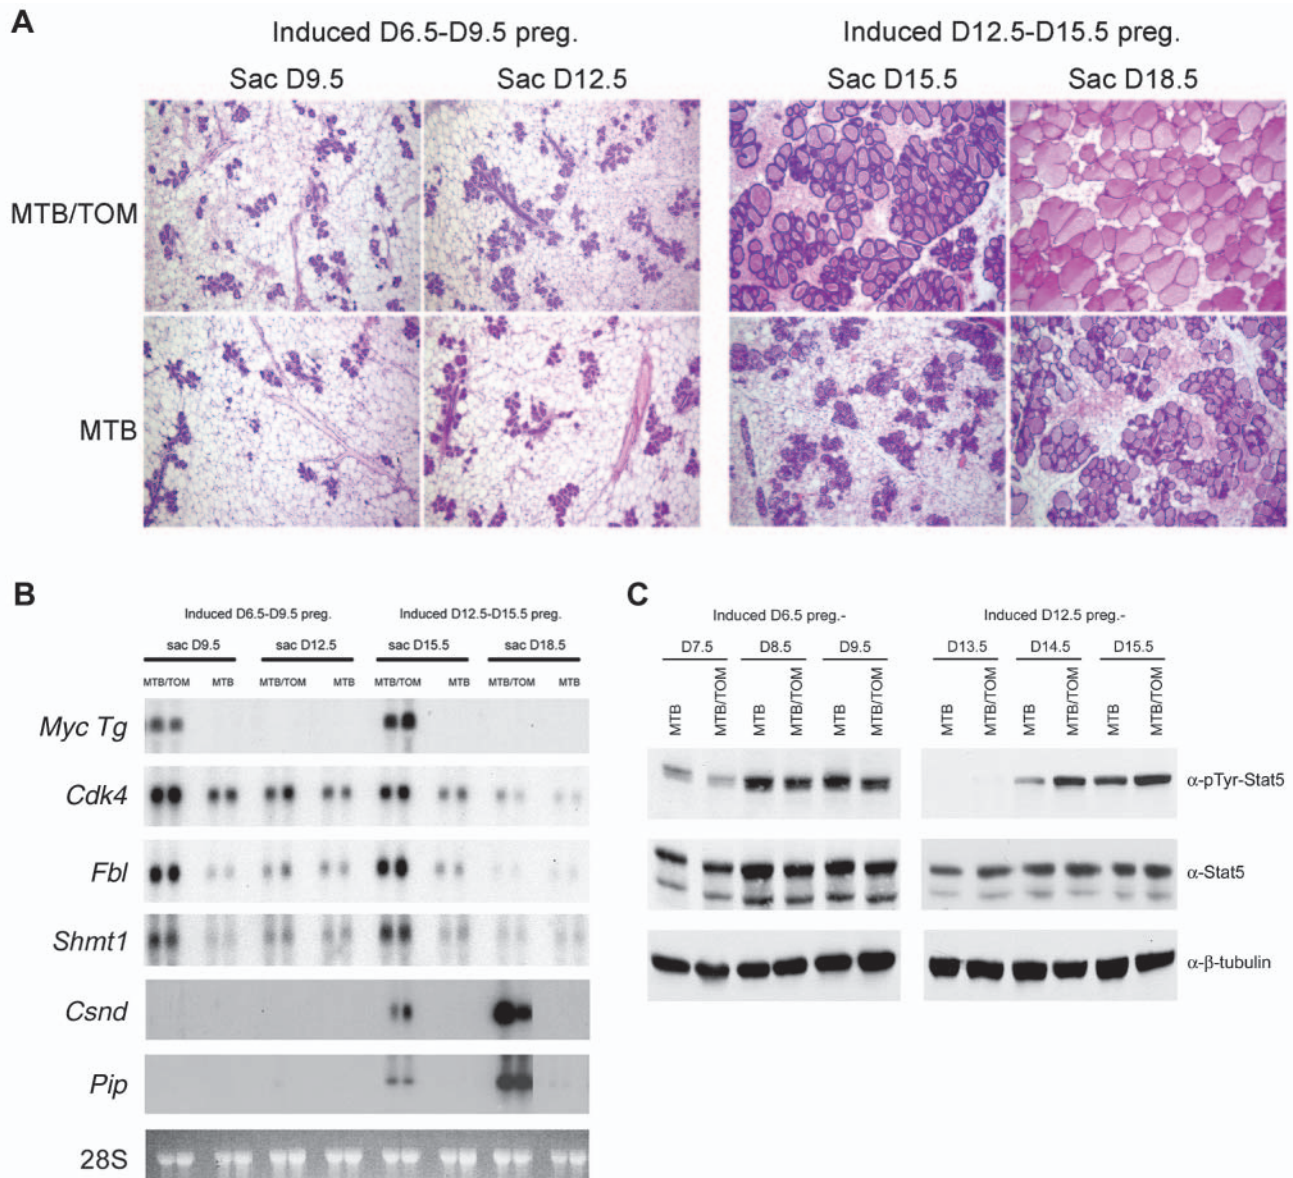 A
Induced D6.5-D9.5 preg. Induced D12.5-D15.5 preg.
Sac D9.5 Sac D12.5 Sac D15.5 Sac D18.5
MTB/TOM
MTB
B
Induced D6.5-D9.5 preg. Induced D12.5-D15.5 preg.
sac D9.5 sac D12.5 sac D15.5 sac D18.5
MTB/TOM MTB MTB/TOM MTB MTB/TOM MTB MTB/TOM MTB
Myc Tg
Cdk4
Fbl
Shmt1
Csnd
Pip
28S
C
Induced D6.5 preg.- Induced D12.5 preg.-
D7.5 D8.5 D9.5 D13.5 D14.5 D15.5
MTB MTB/TOM MTB MTB/TOM MTB MTB/TOM MTB MTB/TOM MTB MTB/TOM MTB MTB/TOM
α-pTyr-Stat5
α-Stat5
α-β-tubulin